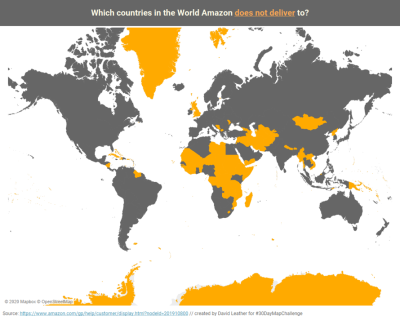 Which countries in the World Amazon does not deliver to?
© 2020 Mapbox © OpenStreetMap
Source: https://www.amazon.com/gp/help/customer/display.html?nodeId=201910800 // created by David Leather for #30DayMapChallenge